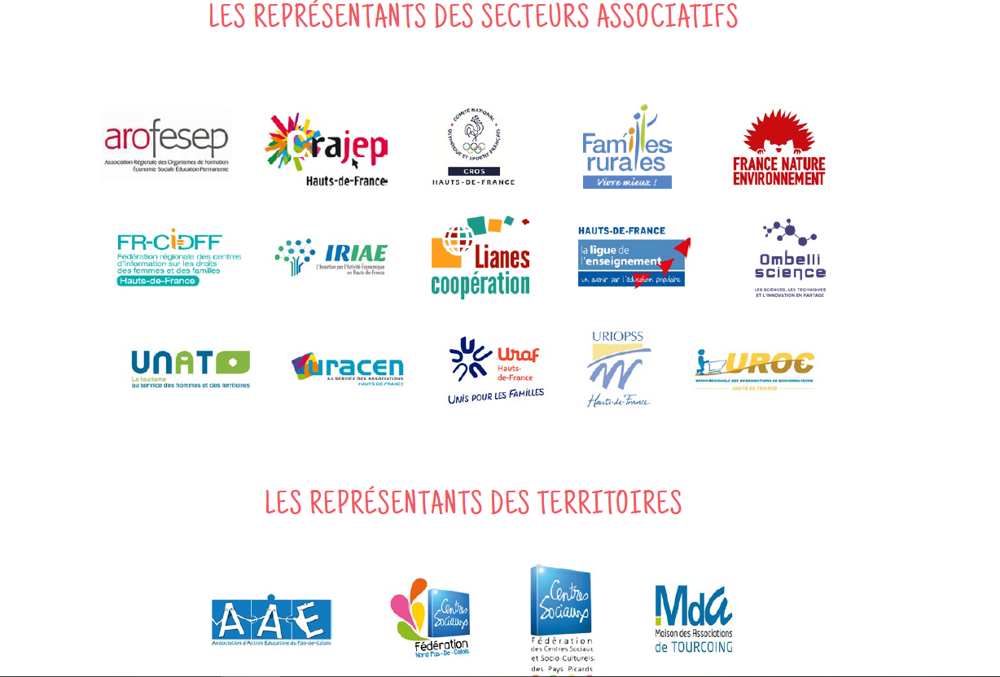 LES REPRÉSENTANTS DES SECTEURS ASSOCIATIFS
arofesep
Association Régionale des Organismes de Formation
Économie Sociale Éducation Permanente
crajep
Hauts-de-France
COMITÉ NATIONAL
OLYMPIQUE ET SPORTIF FRANÇAIS
CROS
HAUTS-DE-FRANCE
Familles
rurales
Vivre mieux !
FRANCE NATURE
ENVIRONNEMENT
FR-CiDFF
Fédération régionale des centres
d'information sur les droits
des femmes et des familles
Hauts-de-France
IRIAE
L'Insertion par l'Activité Économique
en Hauts-de-France
Lianes
coopération
HAUTS-DE-FRANCE
la ligue de
l'enseignement
un avenir par l'éducation populaire
Ombelli
science
LES SCIENCES, LES TECHNIQUES
ET L'INNOVATION EN PARTAGE
UNAT
Le tourisme
au service des hommes et des territoires
uracen
AU SERVICE DES ASSOCIATIONS
HAUTS-DE-FRANCE
Uraf
Hauts-
de-France
UNIS POUR LES FAMILLES
URIOPSS
Hauts-de-France
UROC
UNION REGIONALE DES ORGANISATIONS DE CONSOMMATEURS
HAUTS DE FRANCE
LES REPRÉSENTANTS DES TERRITOIRES
AAE
Association d'Action Educative du Pas-de-Calais
Centres
Sociaux
Fédération
Nord Pas-De-Calais
Centres
Sociaux
Fédération
des Centres Sociaux
et Socio-Culturels
des Pays Picards
Mda
Maison des Associations
de TOURCOING